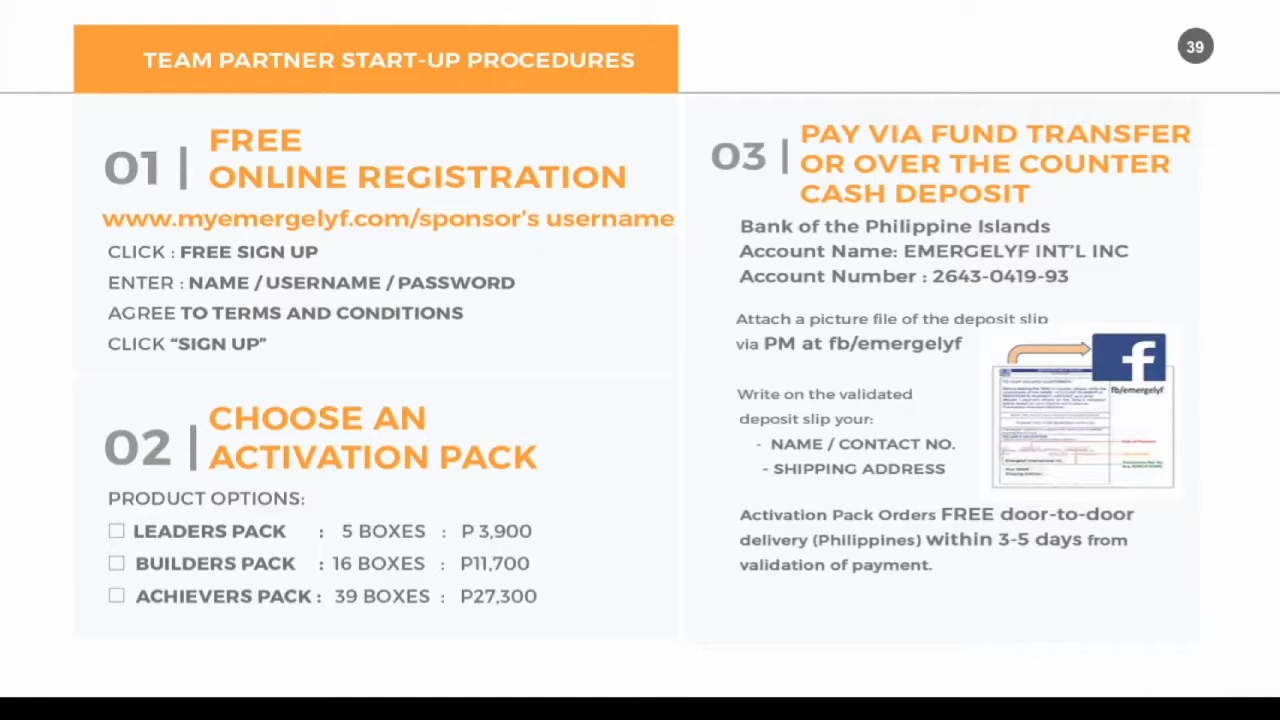 TEAM PARTNER START-UP PROCEDURES
39
01 | FREE
ONLINE REGISTRATION
www.myemergelyf.com/sponsor's username
CLICK : FREE SIGN UP
ENTER : NAME / USERNAME / PASSWORD
AGREE TO TERMS AND CONDITIONS
CLICK “SIGN UP”
02 | CHOOSE AN
ACTIVATION PACK
PRODUCT OPTIONS:
LEADERS PACK : 5 BOXES : P 3,900
BUILDERS PACK : 16 BOXES : P11,700
ACHIEVERS PACK : 39 BOXES : P27,300
03 | PAY VIA FUND TRANSFER
OR OVER THE COUNTER
CASH DEPOSIT
Bank of the Philippine Islands
Account Name: EMERGELYF INT'L INC
Account Number : 2643-0419-93
Attach a picture file of the deposit slip
via PM at fb/emergelyf
f
fb/emergelyf
Write on the validated
deposit slip your:
- NAME / CONTACT NO.
- SHIPPING ADDRESS
Activation Pack Orders FREE door-to-door
delivery (Philippines) within 3-5 days from
validation of payment.